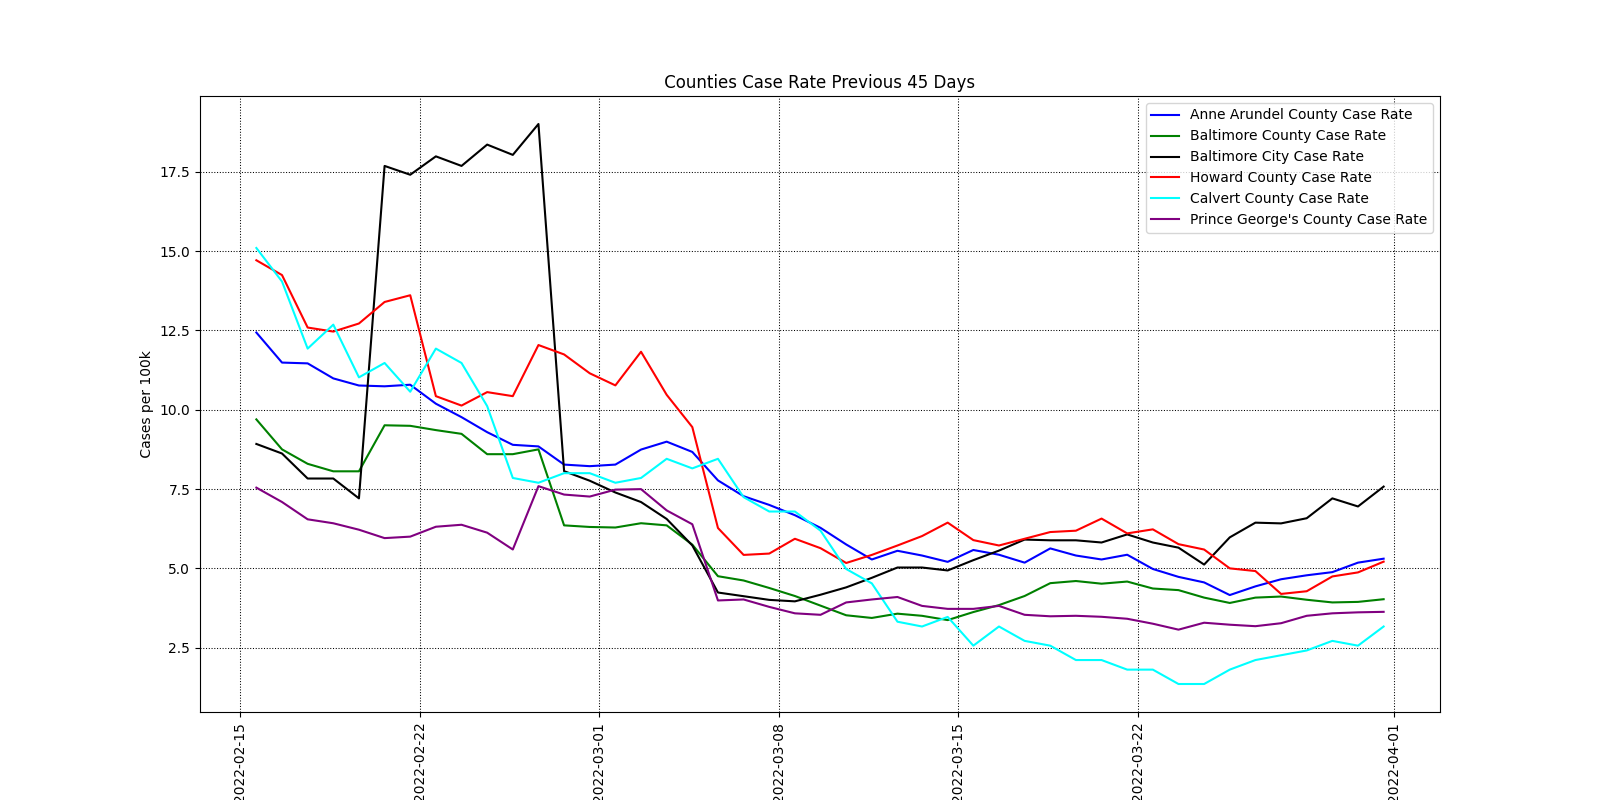 Counties Case Rate Previous 45 Days
Anne Arundel County Case Rate
Baltimore County Case Rate
Baltimore City Case Rate
Howard County Case Rate
Calvert County Case Rate
Prince George's County Case Rate
Cases per 100k
17.5
15.0
12.5
10.0
7.5
5.0
2.5
2022-02-15
2022-02-22
2022-03-01
2022-03-08
2022-03-15
2022-03-22
2022-04-01